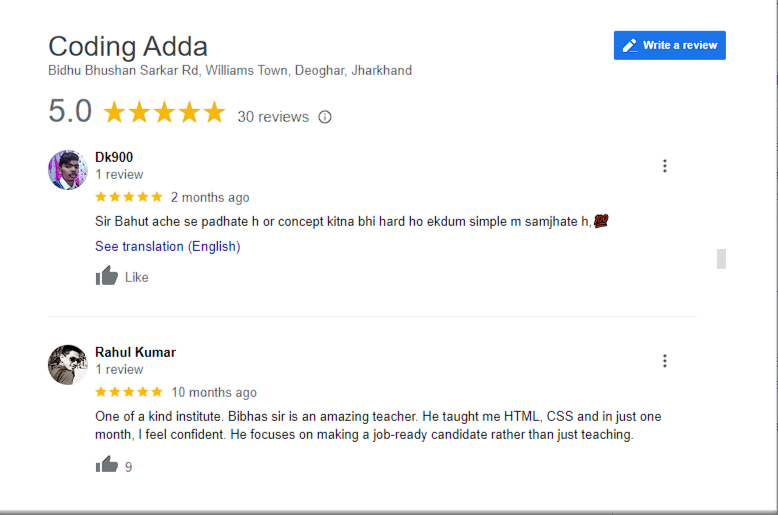 Coding Adda
Write a review
Bidhu Bhushan Sarkar Rd, Williams Town, Deoghar, Jharkhand
5.0 30 reviews
Dk900
1 review
2 months ago
Sir Bahut ache se padhate h or concept kitna bhi hard ho ekdum simple m samjhate h,💯
See translation (English)
Like
Rahul Kumar
1 review
10 months ago
One of a kind institute. Bibhas sir is an amazing teacher. He taught me HTML, CSS and in just one
month, I feel confident. He focuses on making a job-ready candidate rather than just teaching.
9